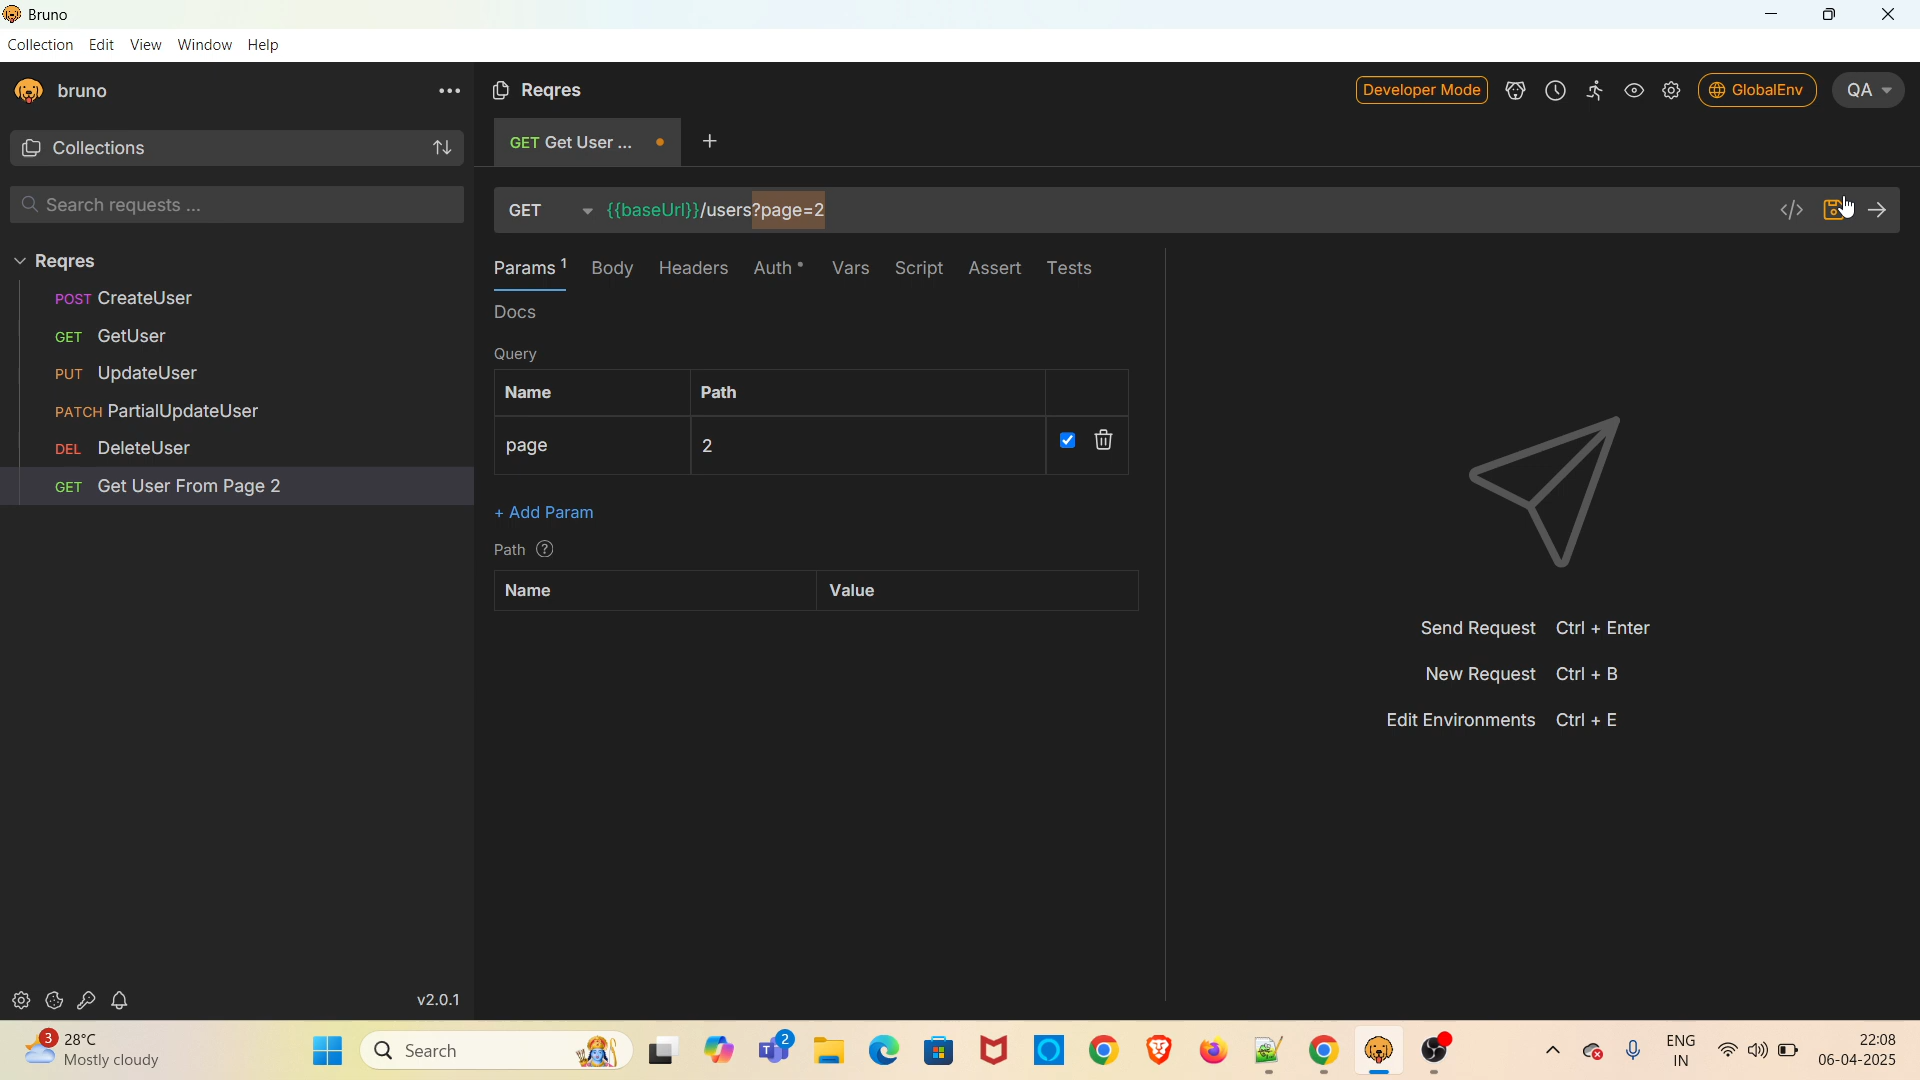 Bruno
Collection Edit View Window Help
bruno
Reqres
Developer Mode
GlobalEnv
QA
Collections
GET Get User ...
Search requests ...
GET {{baseUrl}}/users?page=2
</>
Reqres
Params 1 Body Headers Auth Vars Script Assert Tests
Docs
POST CreateUser
GET GetUser
PUT UpdateUser
PATCH PartialUpdateUser
DEL DeleteUser
GET Get User From Page 2
Query
Name Path
page 2
+ Add Param
Path ?
Name Value
Send Request Ctrl + Enter
New Request Ctrl + B
Edit Environments Ctrl + E
v2.0.1
3
28°C
Mostly cloudy
Search
2
ENG
IN
22:08
06-04-2025